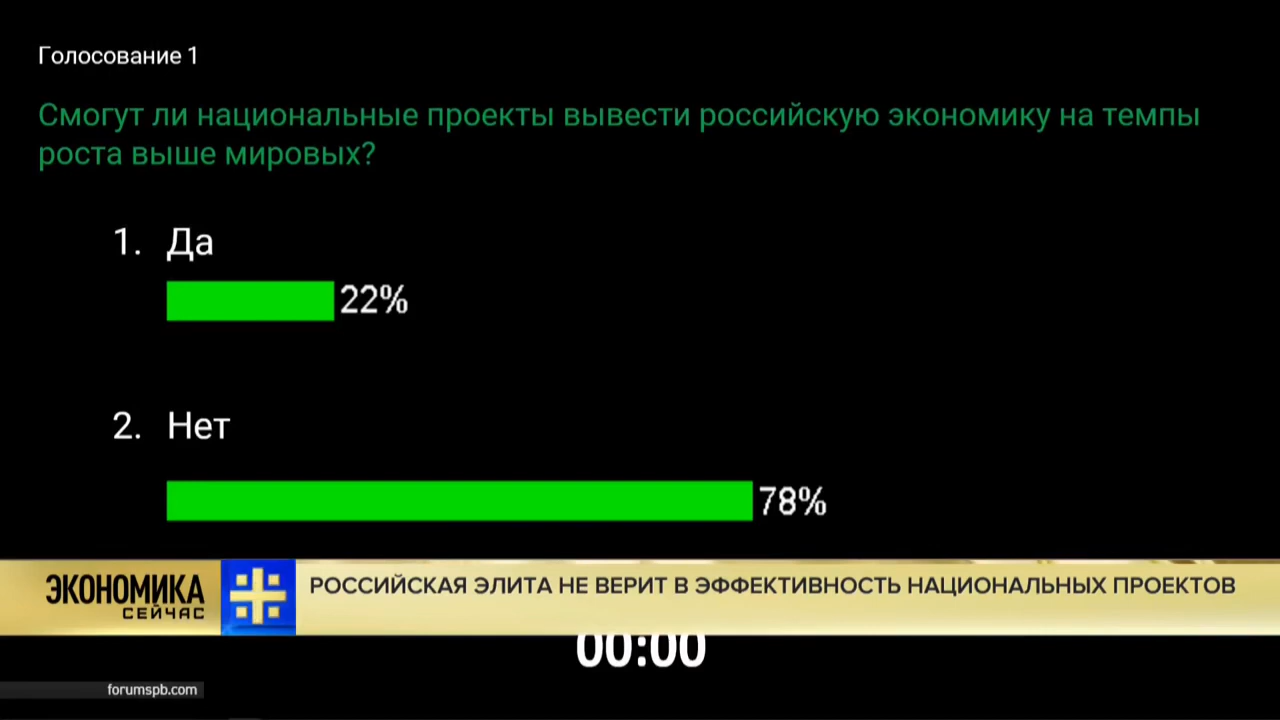 Голосование 1
Смогут ли национальные проекты вывести российскую экономику на темпы
роста выше мировых?
1. Да
22%
2. Нет
78%
ЭКОНОМИКА
СЕЙЧАС
РОССИЙСКАЯ ЭЛИТА НЕ ВЕРИТ В ЭФФЕКТИВНОСТЬ НАЦИОНАЛЬНЫХ ПРОЕКТОВ
00:00
forumspb.com